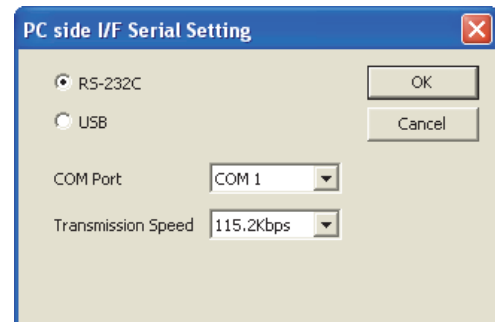 PC side I/F Serial Setting
RS-232C
OK
USB
Cancel
COM Port
COM 1
Transmission Speed
115.2Kbps